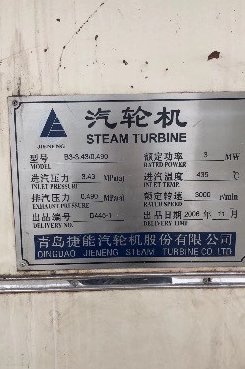 汽轮机
STEAM TURBINE
JIENENG
型号 B3-3.43/0.490 额定功率 3 MW
MODEL RATED POWER
进汽压力 3.43 MPa(a) 进汽温度 435 ℃
INLET PRESSURE INLET TEMP.
排汽压力 0.490 MPa(a) 额定转速 3000 r/min
EXHAUST PRESSURE RATED SPEED
出品编号 D440-1 出品日期 2006 年 11 月
DELIVERY NO. DELIVERY DATE
青岛捷能汽轮机股份有限公司
QINGDAO JIENENG STEAM TURBINE CO.LTD